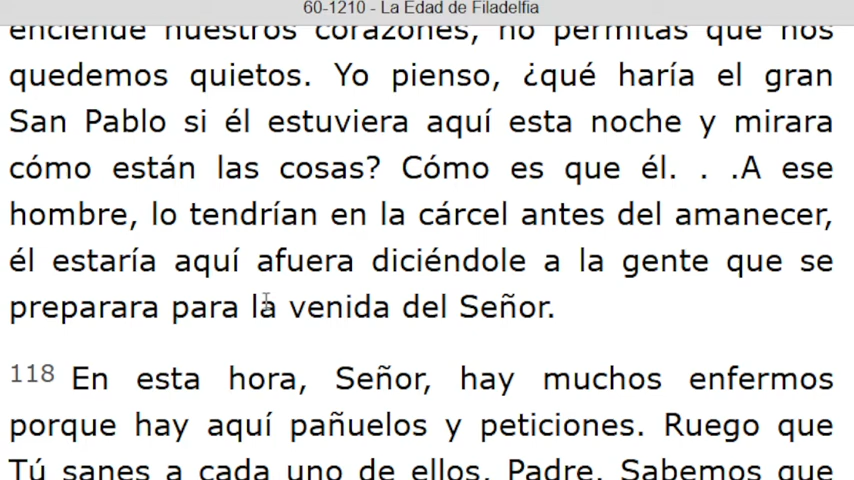 60-1210 - La Edad de Filadelfia
enciende nuestros corazones, no permitas que nos
quedemos quietos. Yo pienso, ¿qué haría el gran
San Pablo si él estuviera aquí esta noche y mirara
cómo están las cosas? Cómo es que él. . .A ese
hombre, lo tendrían en la cárcel antes del amanecer,
él estaría aquí afuera diciéndole a la gente que se
preparara para la venida del Señor.
118 En esta hora, Señor, hay muchos enfermos
porque hay aquí pañuelos y peticiones. Ruego que
Tú sanes a cada uno de ellos, Padre. Sabemos que